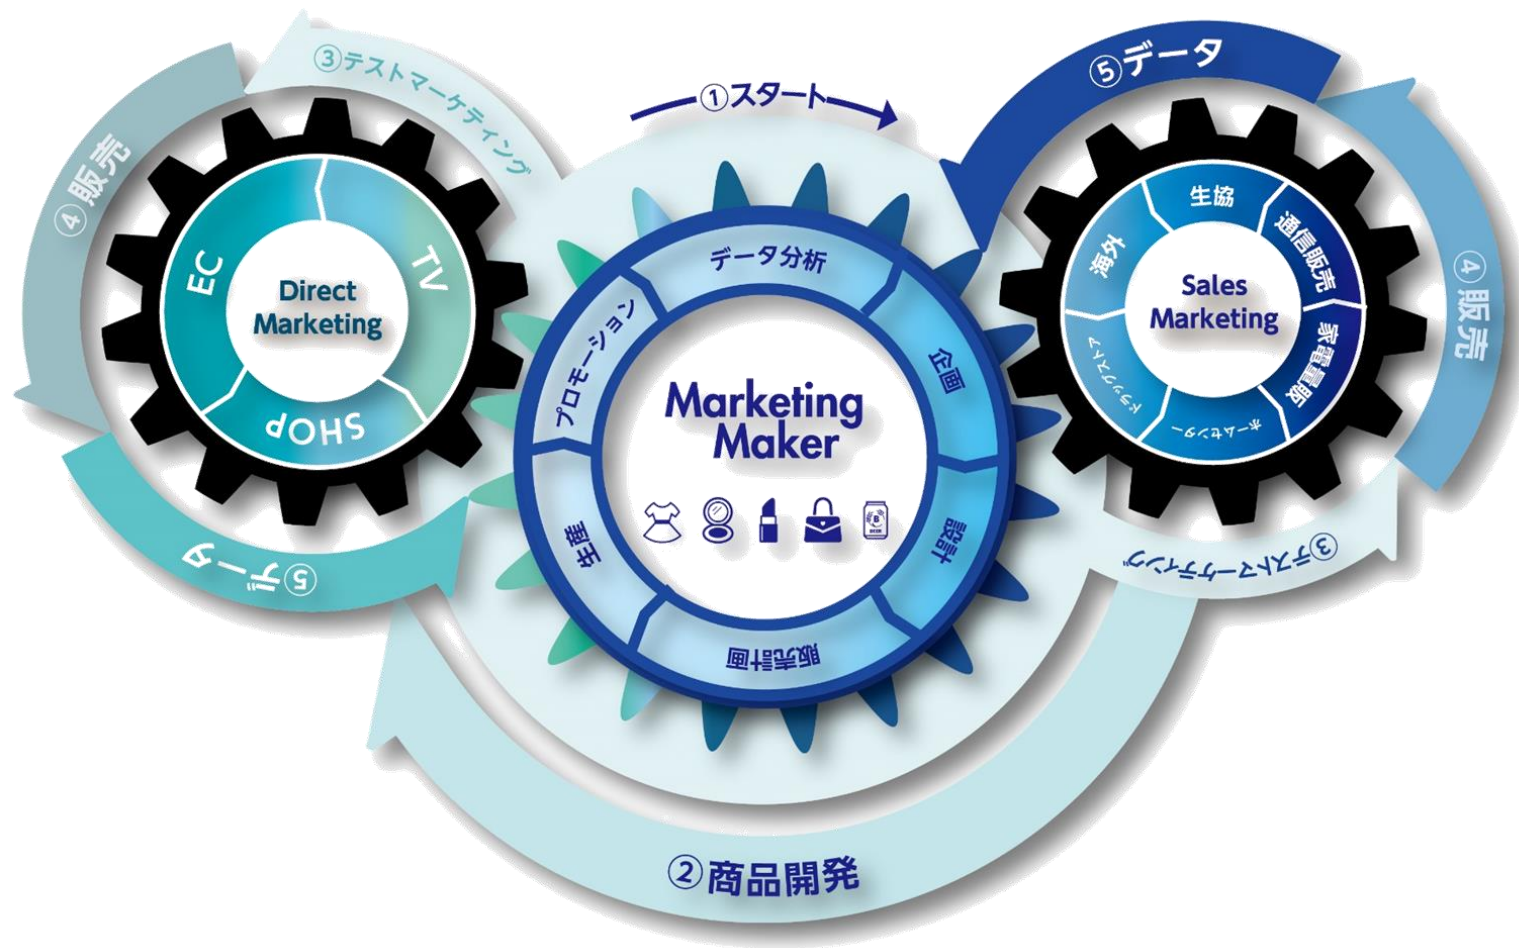 ①スタート
②商品開発
③テストマーケティング
④販売
⑤データ
Direct
Marketing
EC
TV
SHOP
Marketing
Maker
データ分析
企画
設計
販売計画
生産
プロモーション
⑤データ
④販売
③テストマーケティング
Sales
Marketing
生協
通信販売
家電量販
ホームセンター
ドラッグストア
海外